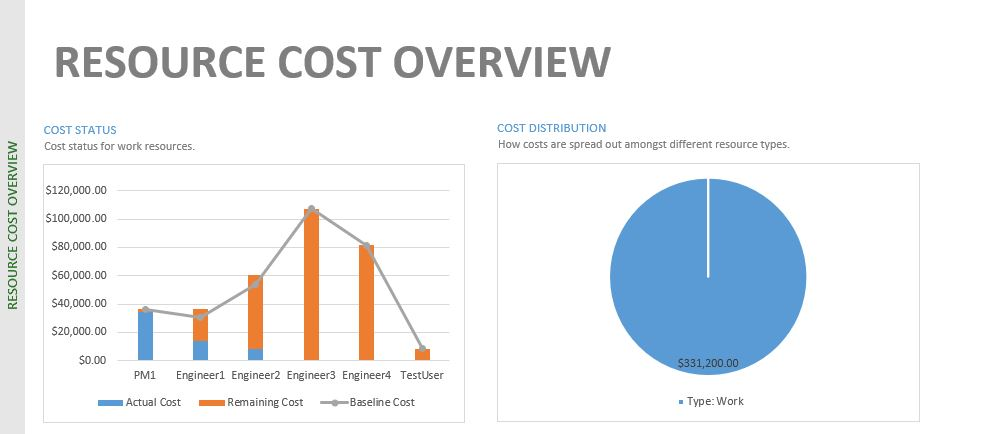 RESOURCE COST OVERVIEW
RESOURCE COST OVERVIEW
COST STATUS
Cost status for work resources.
$120,000.00
$100,000.00
$80,000.00
$60,000.00
$40,000.00
$20,000.00
$0.00
PM1 Engineer1 Engineer2 Engineer3 Engineer4 TestUser
Actual Cost Remaining Cost Baseline Cost
COST DISTRIBUTION
How costs are spread out amongst different resource types.
$331,200.00
Type: Work